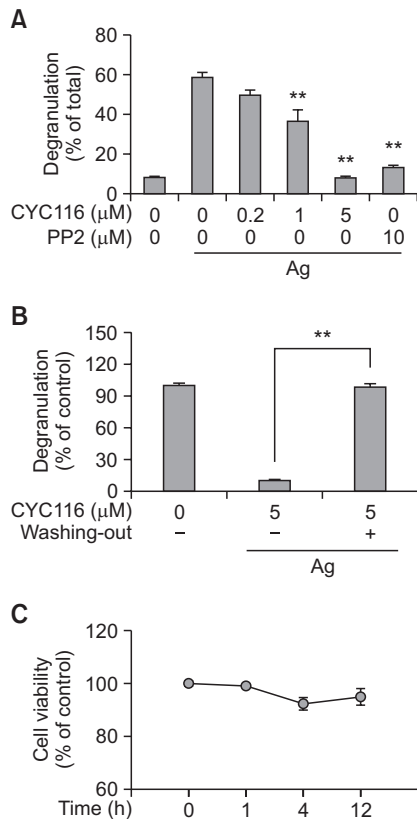 A
Degranulation
(% of total)
80
60
40
20
0
**
**
**
CYC116 (μM) 0 0 0.2 1 5 0
PP2 (μM) 0 0 0 0 0 10
Ag
B
Degranulation
(% of control)
150
120
90
60
30
0
**
CYC116 (μM) 0 5 5
Washing-out – – +
Ag
C
Cell viability
(% of control)
120
100
80
60
Time (h) 0 1 4 12